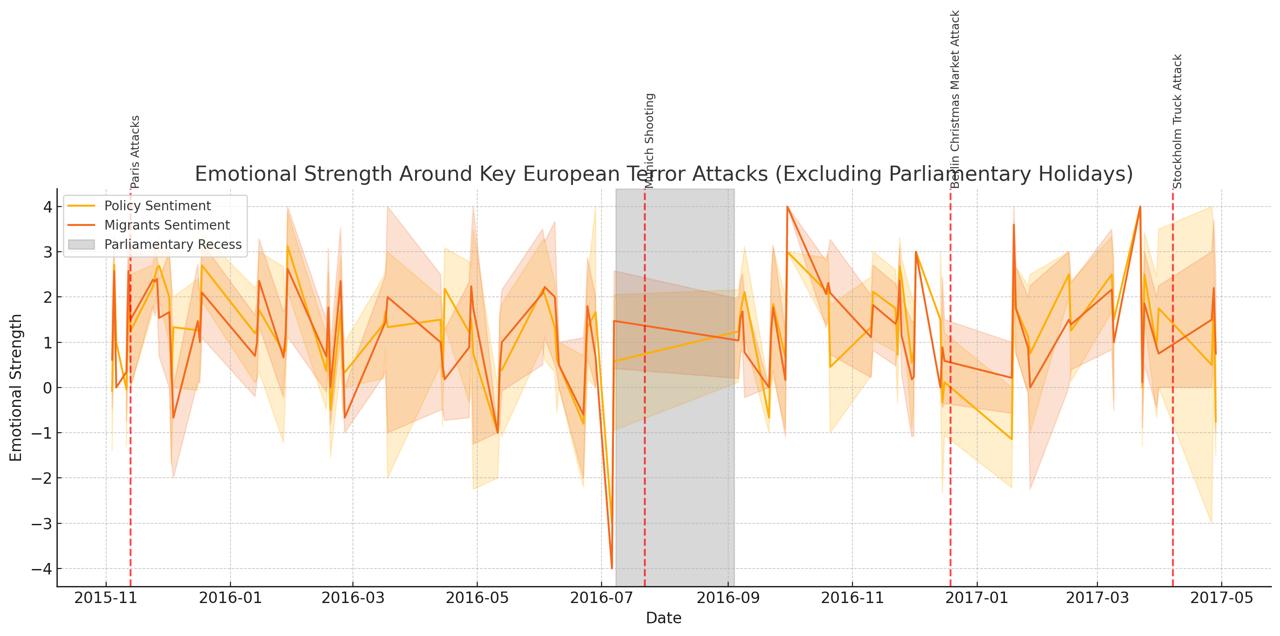 Paris Attacks
Munich Shooting
Berlin Christmas Market Attack
Stockholm Truck Attack
Emotional Strength Around Key European Terror Attacks (Excluding Parliamentary Holidays)
Policy Sentiment
Migrants Sentiment
Parliamentary Recess
Emotional Strength
4
3
2
1
0
−1
−2
−3
−4
2015-11
2016-01
2016-03
2016-05
2016-07
2016-09
2016-11
2017-01
2017-03
2017-05
Date